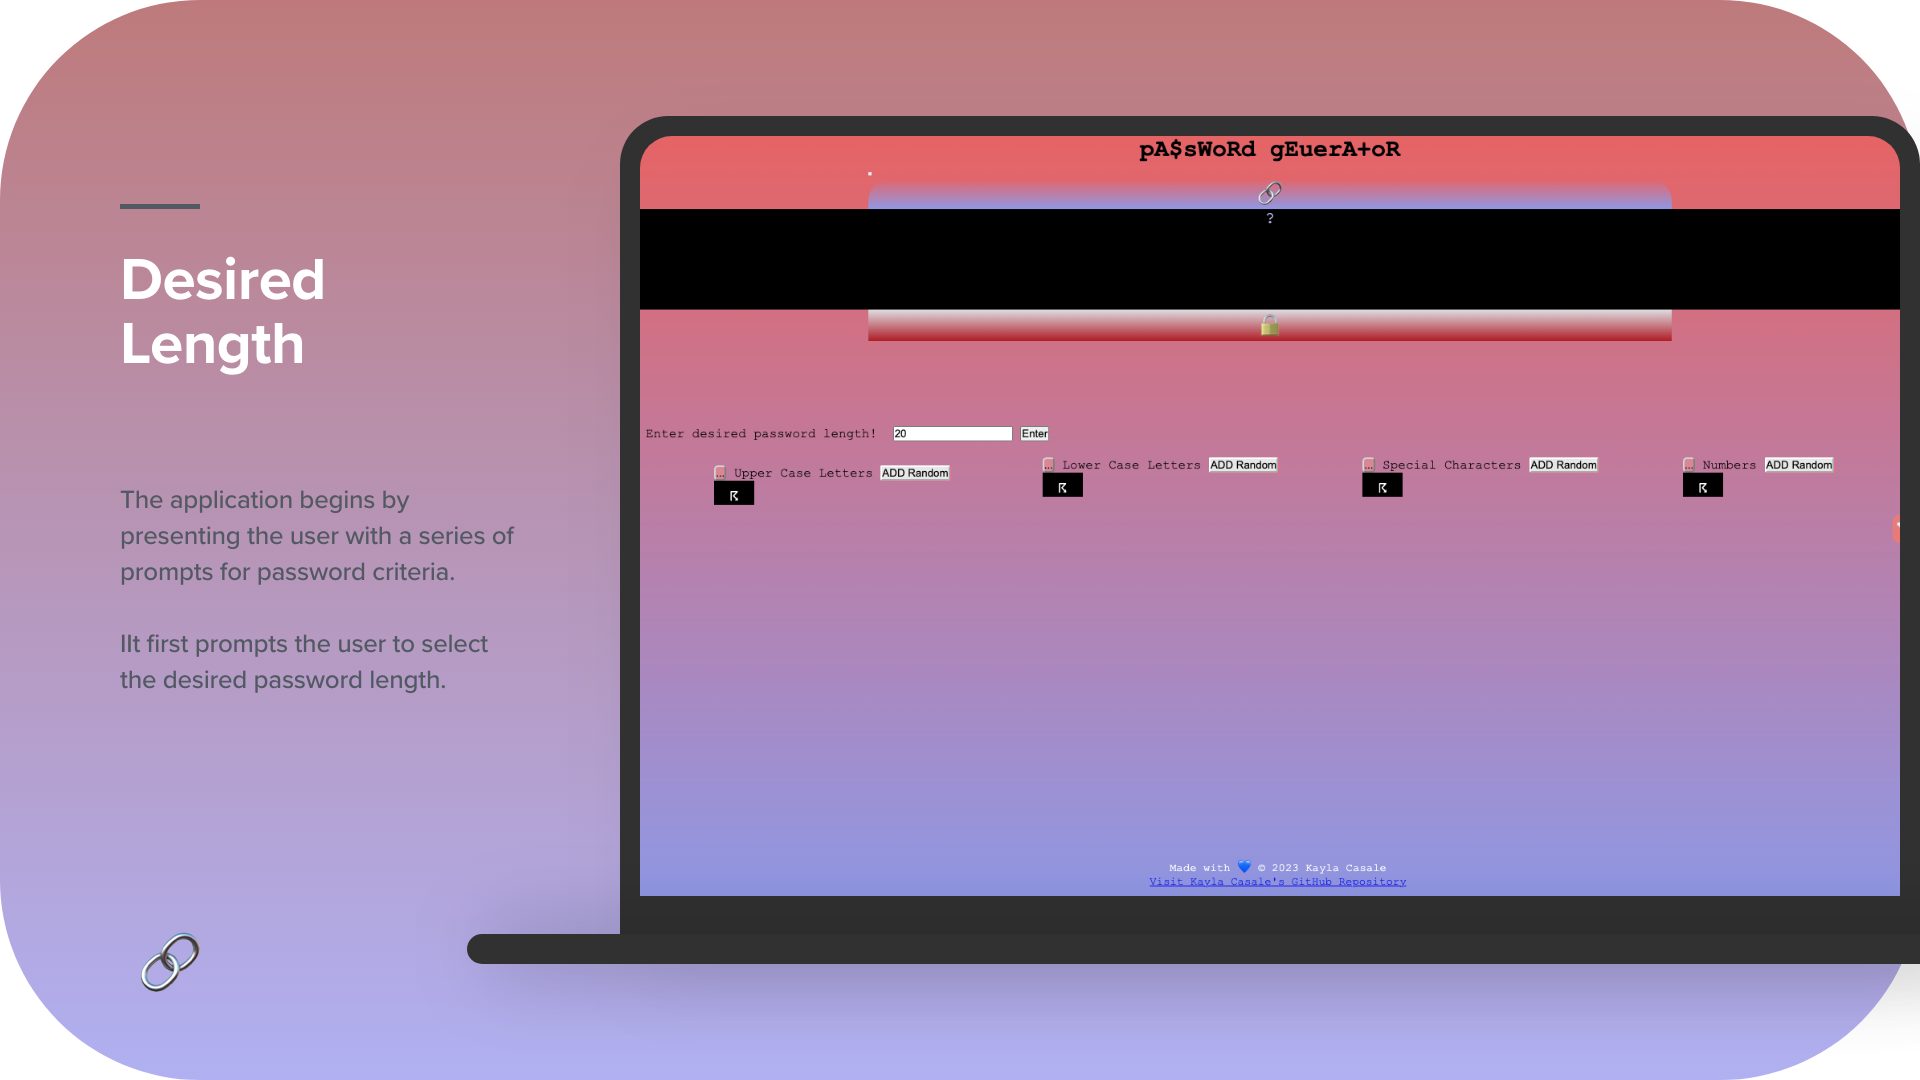 Desired
Length
The application begins by
presenting the user with a series of
prompts for password criteria.
IIt first prompts the user to select
the desired password length.
pA$sWoRd gEuerA+oR
?
Enter desired password length! 20 Enter
... Upper Case Letters ADD Random
... Lower Case Letters ADD Random
... Special Characters ADD Random
... Numbers ADD Random
Made with 💙 © 2023 Kayla Casale
Visit Kayla Casale's GitHub Repository